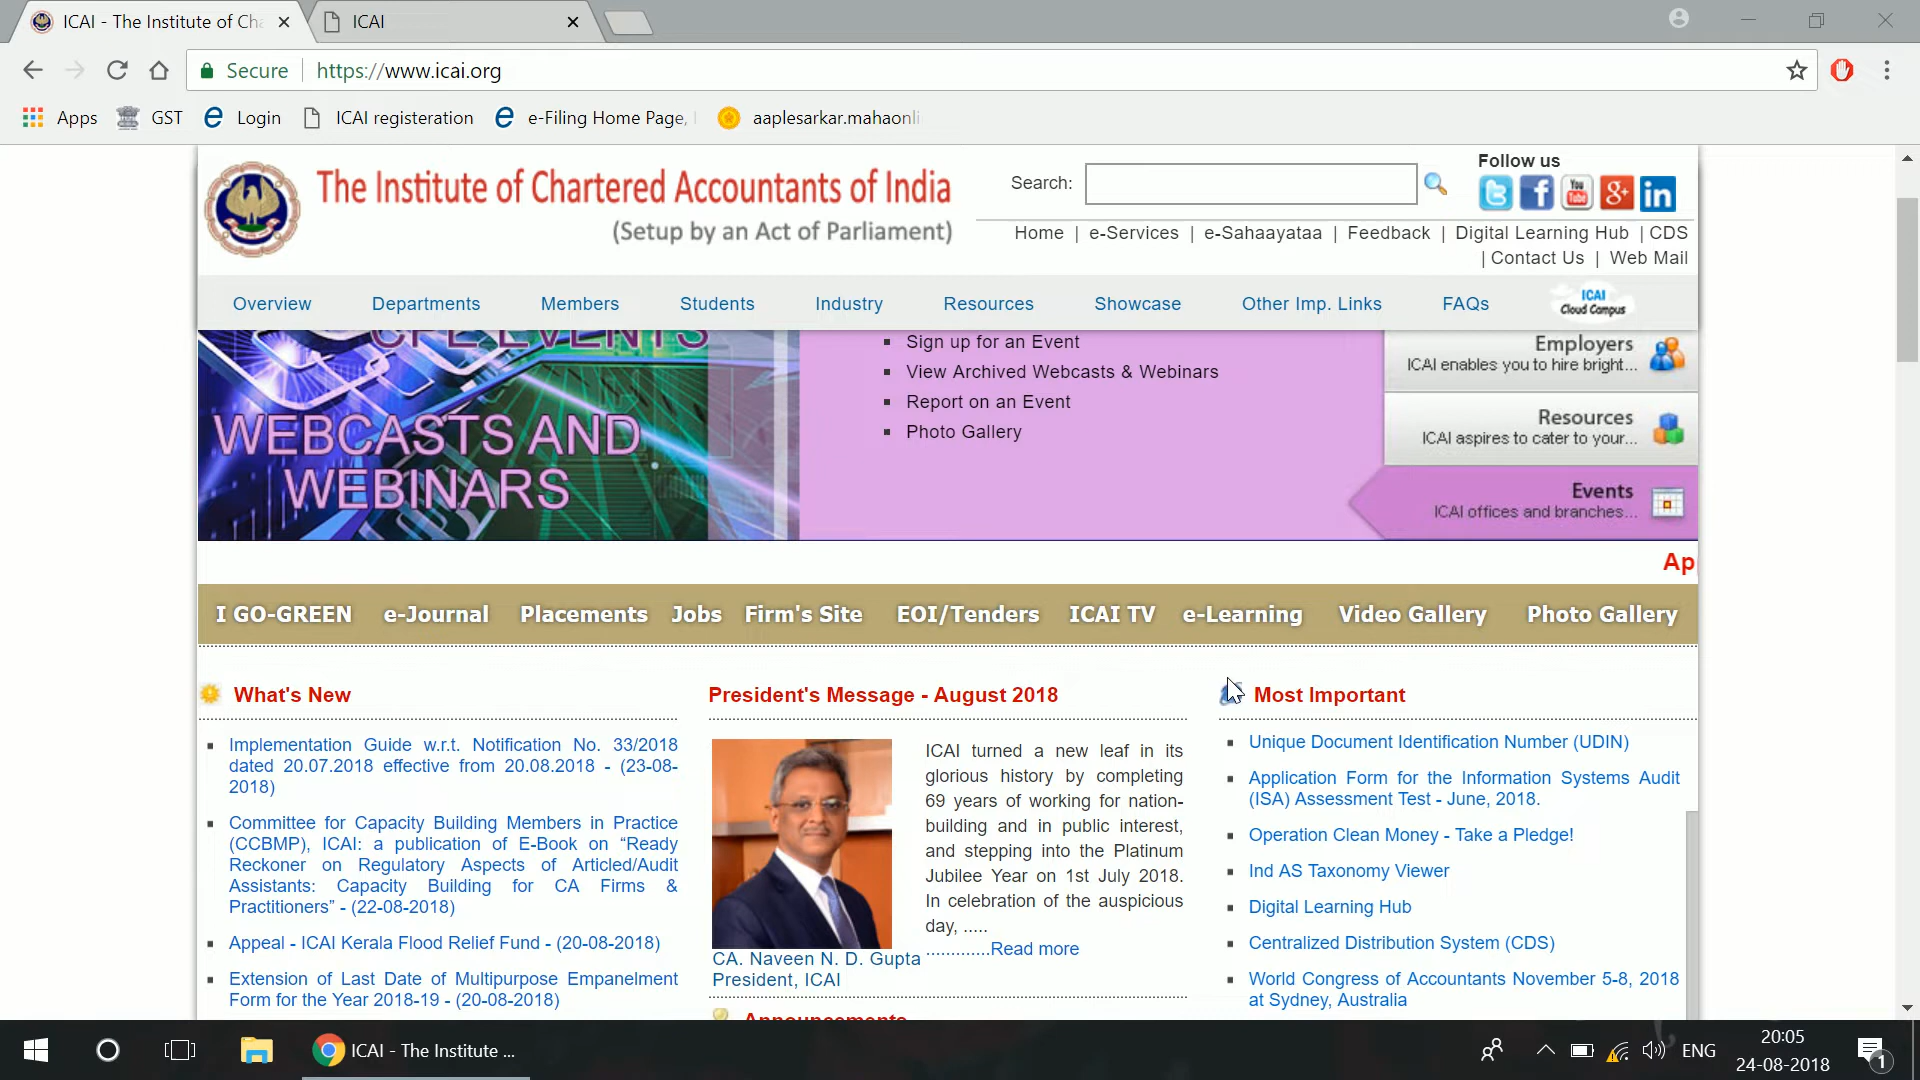 ICAI - The Institute of Cha
ICAI
Secure
https://www.icai.org
Apps
GST
Login
ICAI registeration
e-Filing Home Page,
aaplesarkar.mahaonli
The Institute of Chartered Accountants of India
(Setup by an Act of Parliament)
Search:
Follow us
You Tube
g+
in
Home | e-Services | e-Sahaayataa | Feedback | Digital Learning Hub | CDS
| Contact Us | Web Mail
Overview
Departments
Members
Students
Industry
Resources
Showcase
Other Imp. Links
FAQs
ICAI
Cloud Campus
CPE EVENTS
WEBCASTS AND
WEBINARS
Sign up for an Event
View Archived Webcasts & Webinars
Report on an Event
Photo Gallery
Employers
ICAI enables you to hire bright...
Resources
ICAI aspires to cater to your...
Events
ICAI offices and branches...
Ap
I GO-GREEN
e-Journal
Placements
Jobs
Firm's Site
EOI/Tenders
ICAI TV
e-Learning
Video Gallery
Photo Gallery
What's New
Implementation Guide w.r.t. Notification No. 33/2018
dated 20.07.2018 effective from 20.08.2018 - (23-08-
2018)
Committee for Capacity Building Members in Practice
(CCBMP), ICAI: a publication of E-Book on “Ready
Reckoner on Regulatory Aspects of Articled/Audit
Assistants: Capacity Building for CA Firms &
Practitioners” - (22-08-2018)
Appeal - ICAI Kerala Flood Relief Fund - (20-08-2018)
Extension of Last Date of Multipurpose Empanelment
Form for the Year 2018-19 - (20-08-2018)
President's Message - August 2018
ICAI turned a new leaf in its
glorious history by completing
69 years of working for nation-
building and in public interest,
and stepping into the Platinum
Jubilee Year on 1st July 2018.
In celebration of the auspicious
day, .....
.............Read more
CA. Naveen N. D. Gupta
President, ICAI
Announcements
Most Important
Unique Document Identification Number (UDIN)
Application Form for the Information Systems Audit
(ISA) Assessment Test - June, 2018.
Operation Clean Money - Take a Pledge!
Ind AS Taxonomy Viewer
Digital Learning Hub
Centralized Distribution System (CDS)
World Congress of Accountants November 5-8, 2018
at Sydney, Australia
ICAI - The Institute ...
ENG
20:05
24-08-2018
1